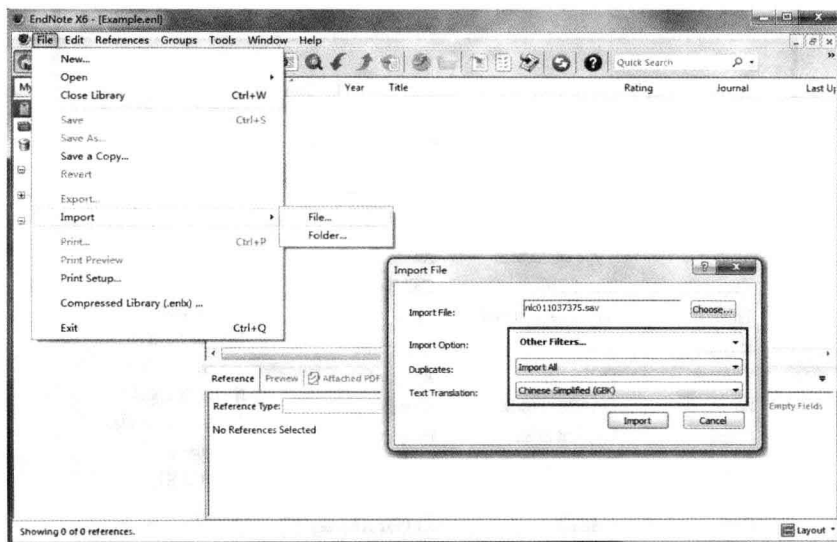 EndNote X6 - [Example.enl]
File Edit References Groups Tools Window Help
New...
Open
Close Library Ctrl+W
Save Ctrl+S
Save As...
Save a Copy...
Revert
Export...
Import
Print... Ctrl+P
Print Preview
Print Setup...
Compressed Library (.enlx) ...
Exit Ctrl+Q
File...
Folder...
Quick Search
My
Year Title Rating Journal Last Up
Import File
Import File: nlc011037375.sav Choose...
Import Option: Other Filters...
Duplicates: Import All
Text Translation: Chinese Simplified (GBK)
Import Cancel
Reference Preview Attached PDF
Reference Type: Empty Fields
No References Selected
Showing 0 of 0 references. Layout